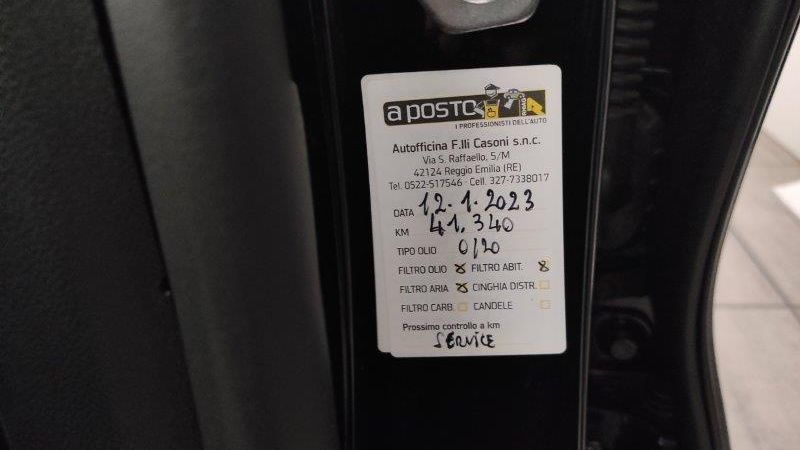 a posto
I PROFESSIONISTI DELL'AUTO
Autofficina F.lli Casoni s.n.c.
Via S. Raffaello, 5/M
42124 Reggio Emilia (RE)
Tel. 0522-517546 - Cell. 327-7338017
DATA 12.1.2023
KM 41.340
TIPO OLIO 0/20
FILTRO OLIO FILTRO ABIT.
FILTRO ARIA CINGHIA DISTR.
FILTRO CARB. CANDELE
Prossimo controllo a km
SERVICE